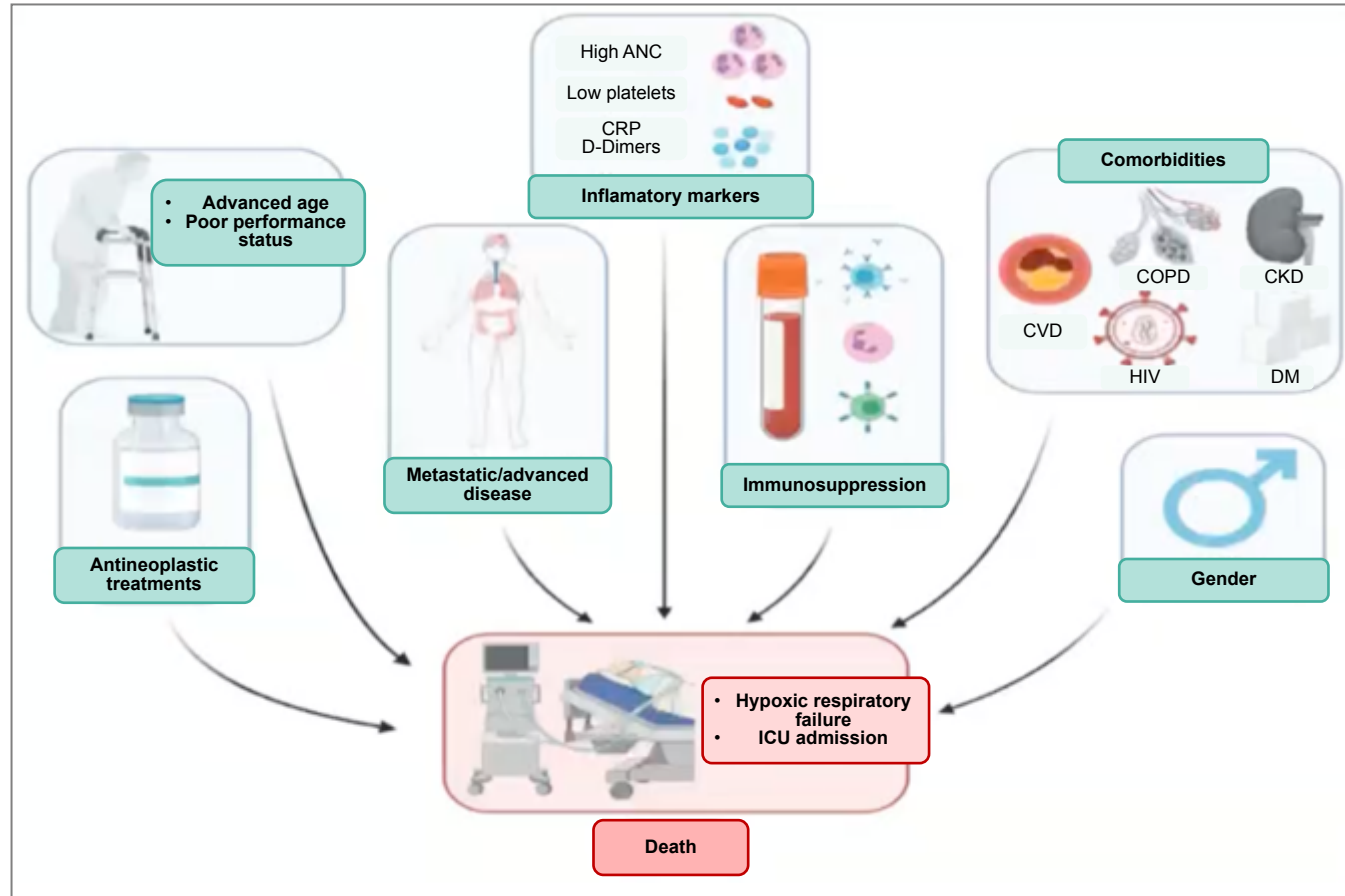 High ANC
Low platelets
CRP
D-Dimers
Inflamatory markers
• Advanced age
• Poor performance
status
Comorbidities
COPD
CKD
CVD
HIV
DM
Metastatic/advanced
disease
Immunosuppression
Antineoplastic
treatments
Gender
• Hypoxic respiratory
failure
• ICU admission
Death